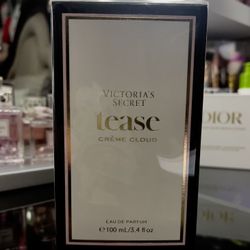 VICTORIA'S
SECRET
tease
CRÈME CLOUD
EAU DE PARFUM
℮ 100 mL/3.4 fl oz
DIOR